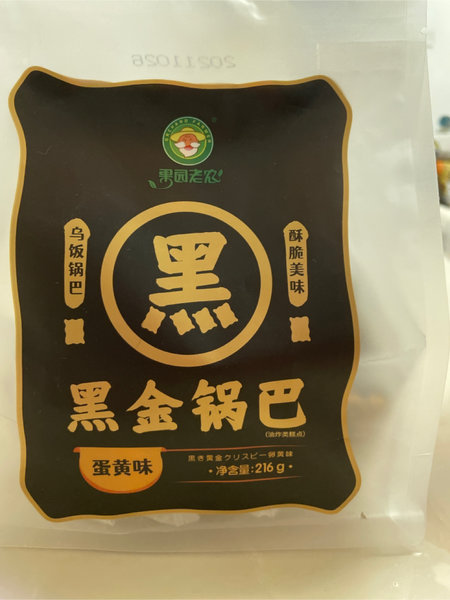 20211026
果园老农
乌饭锅巴
酥脆美味
黑
黑金锅巴
(油炸类糕点)
蛋黄味
黒き黄金クリスピー卵黄味
·净含量:216g·